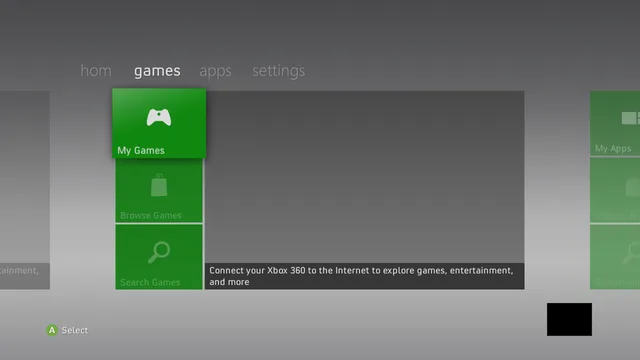 hom games apps settings
My Games
Browse Games
Search Games
tainment,
Connect your Xbox 360 to the Internet to explore games, entertainment,
and more
My Apps
A Select